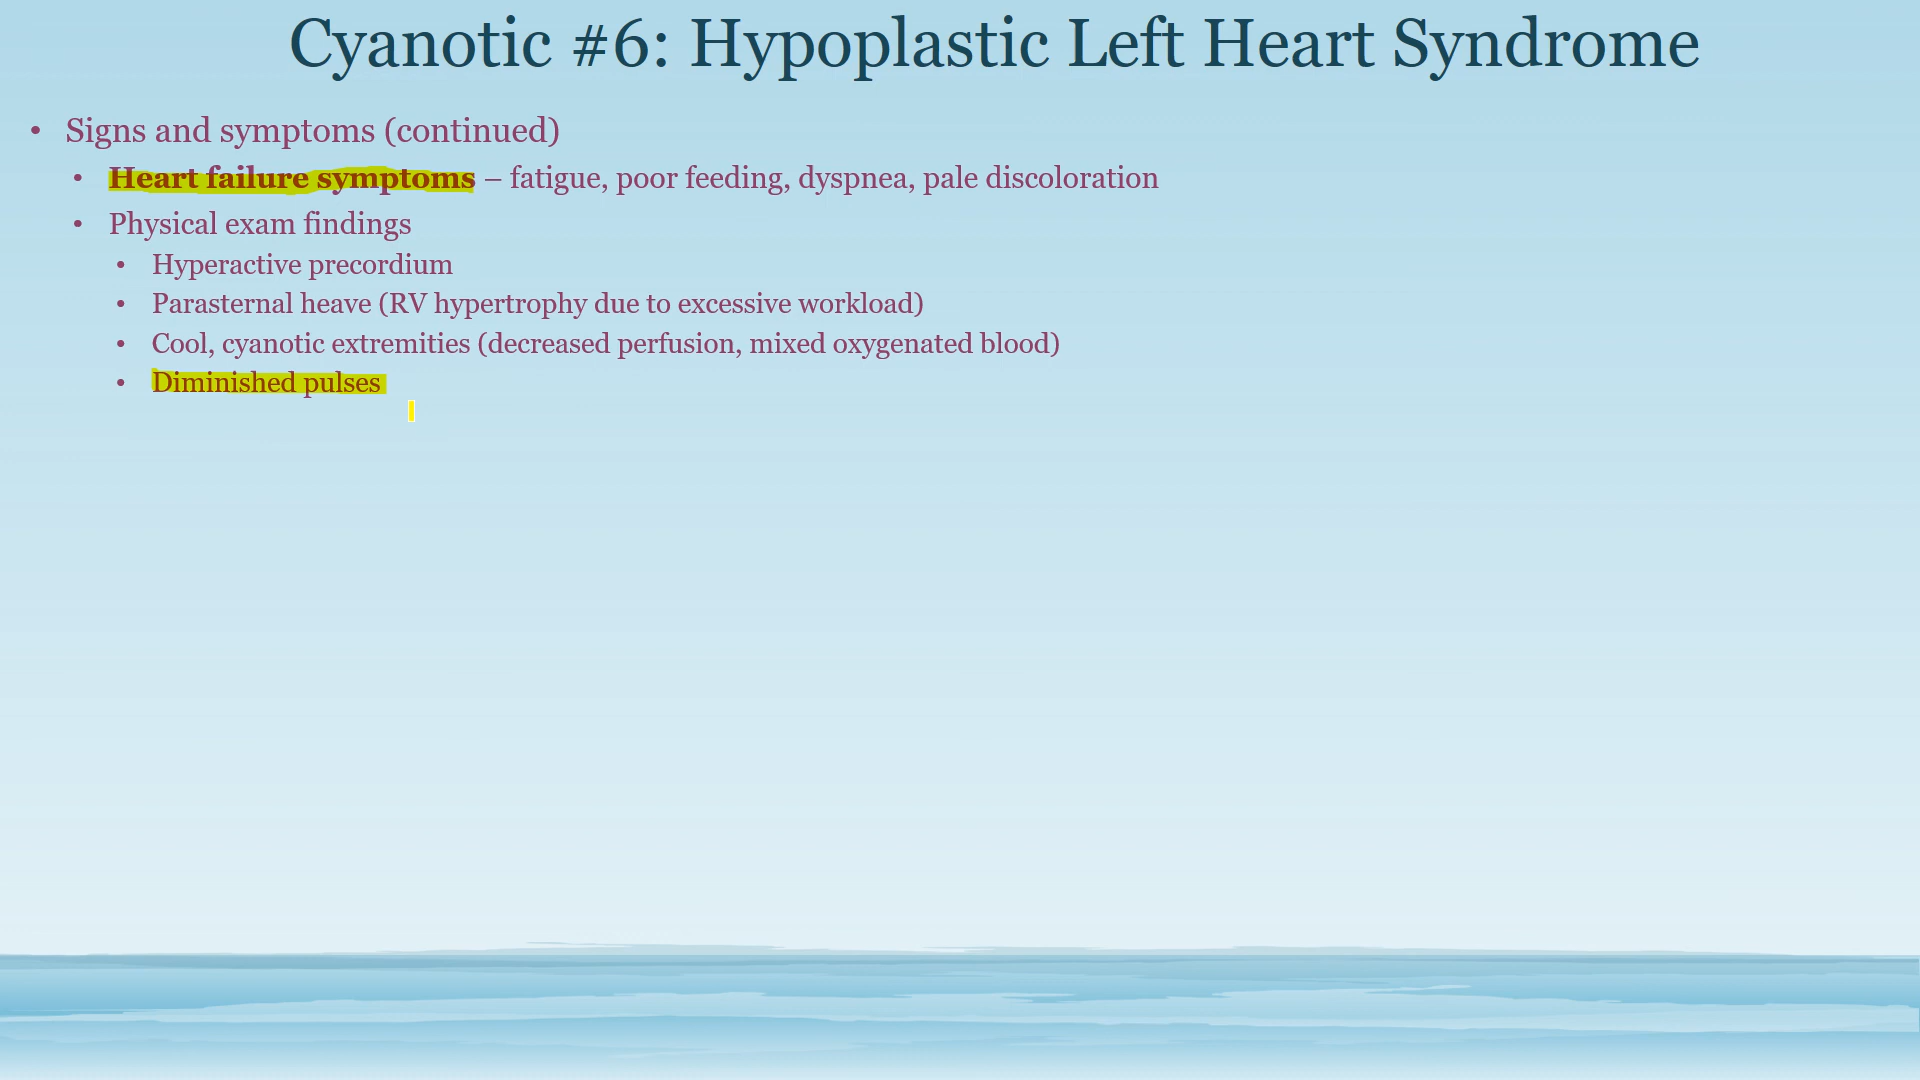 Cyanotic #6: Hypoplastic Left Heart Syndrome
• Signs and symptoms (continued)
• Heart failure symptoms – fatigue, poor feeding, dyspnea, pale discoloration
• Physical exam findings
• Hyperactive precordium
• Parasternal heave (RV hypertrophy due to excessive workload)
• Cool, cyanotic extremities (decreased perfusion, mixed oxygenated blood)
• Diminished pulses